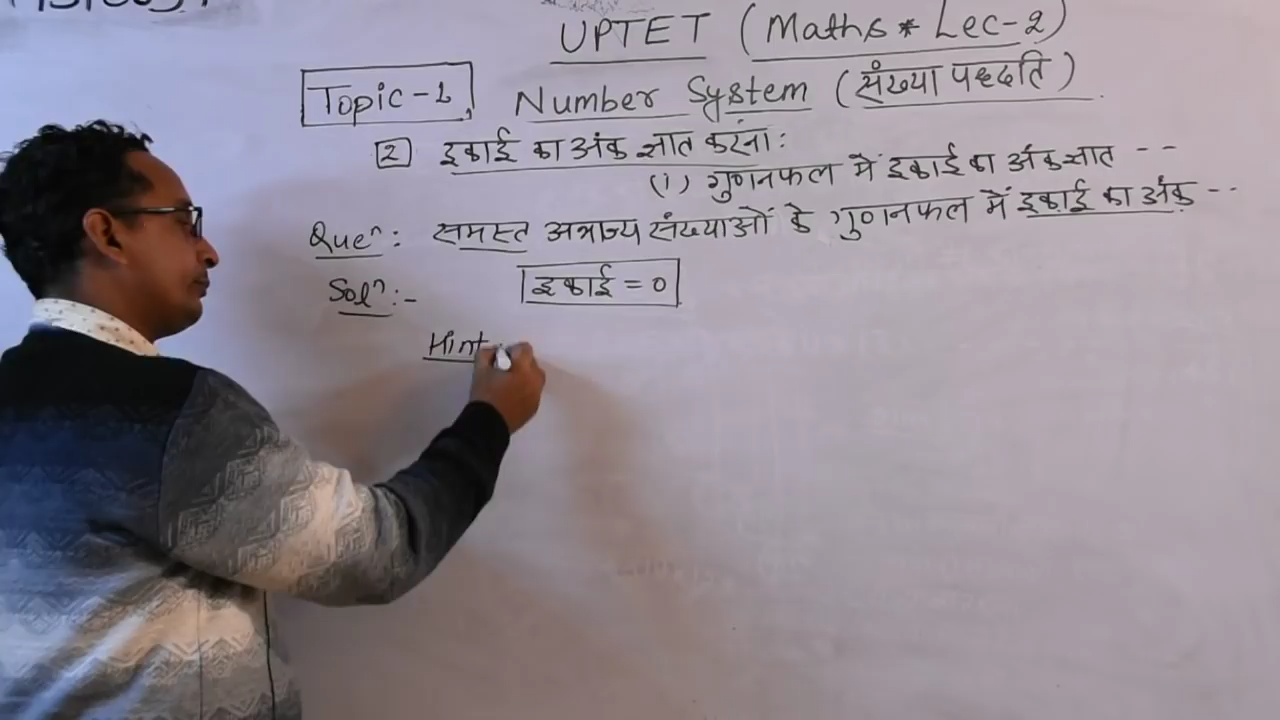 UPTET (Maths * Lec-2)
Topic-1 Number System (संख्या पद्धति)
2 इकाई का अंक ज्ञात करना:
(1) गुणनफल में इकाई का अंक ज्ञात --
Queⁿ: समस्त अभाज्य संख्याओं के गुणनफल में इकाई का अंक --
Solⁿ:- इकाई = 0
Hint